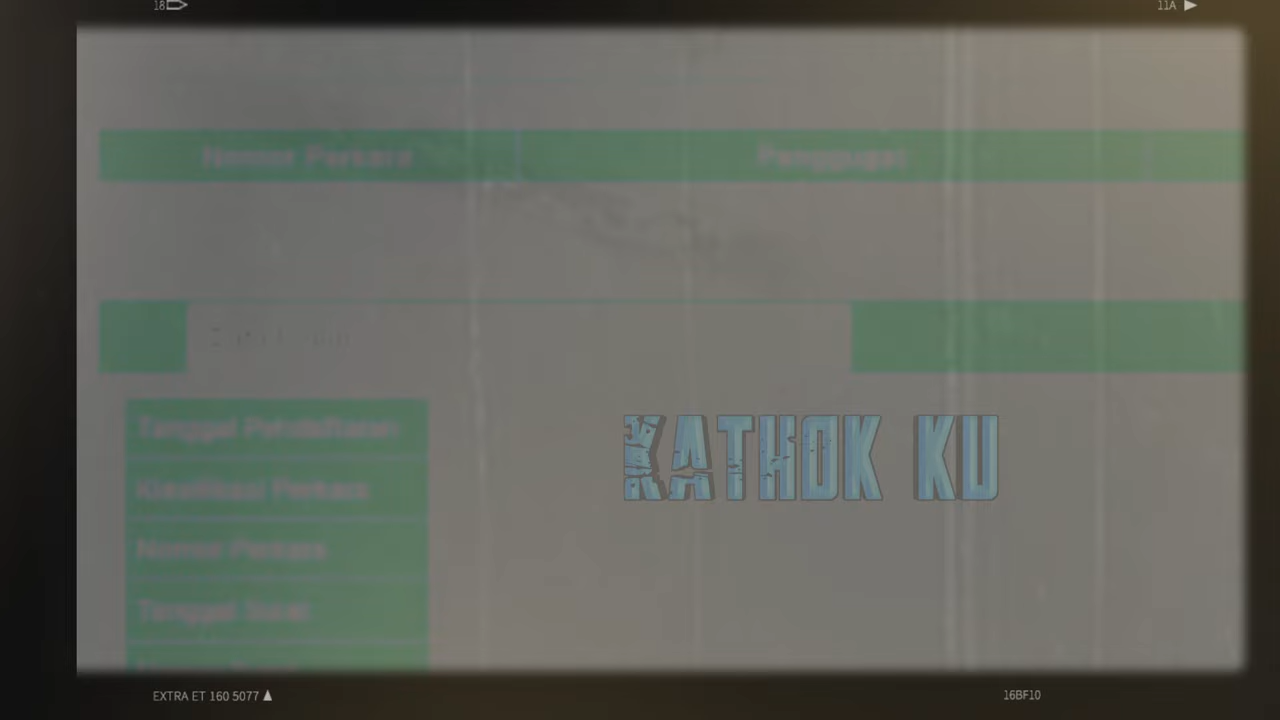 18
11A
Nomor Perkara Penggugat
Tanggal Pendaftaran
Klasifikasi Perkara
KATHOK KU
Nomor Perkara
Tanggal Surat
EXTRA ET 160 5077
16BF10